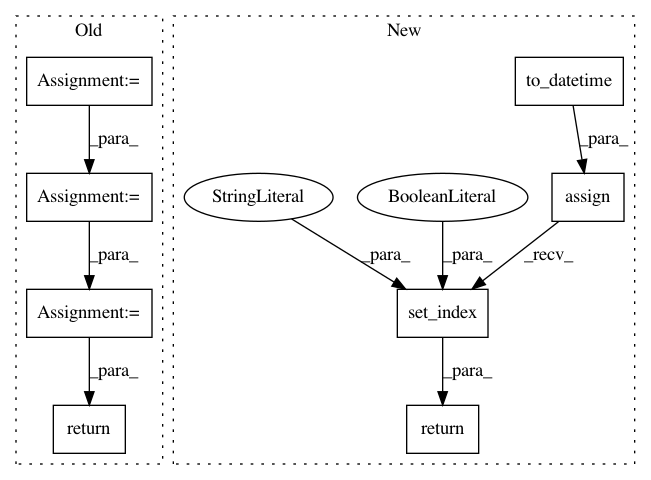 Old
New
Assignment:=
to_datetime
_para_
_para_
Assignment:=
StringLiteral
BooleanLiteral
assign
_para_
_para_
_para_
_recv_
Assignment:=
set_index
_para_
_para_
return
return